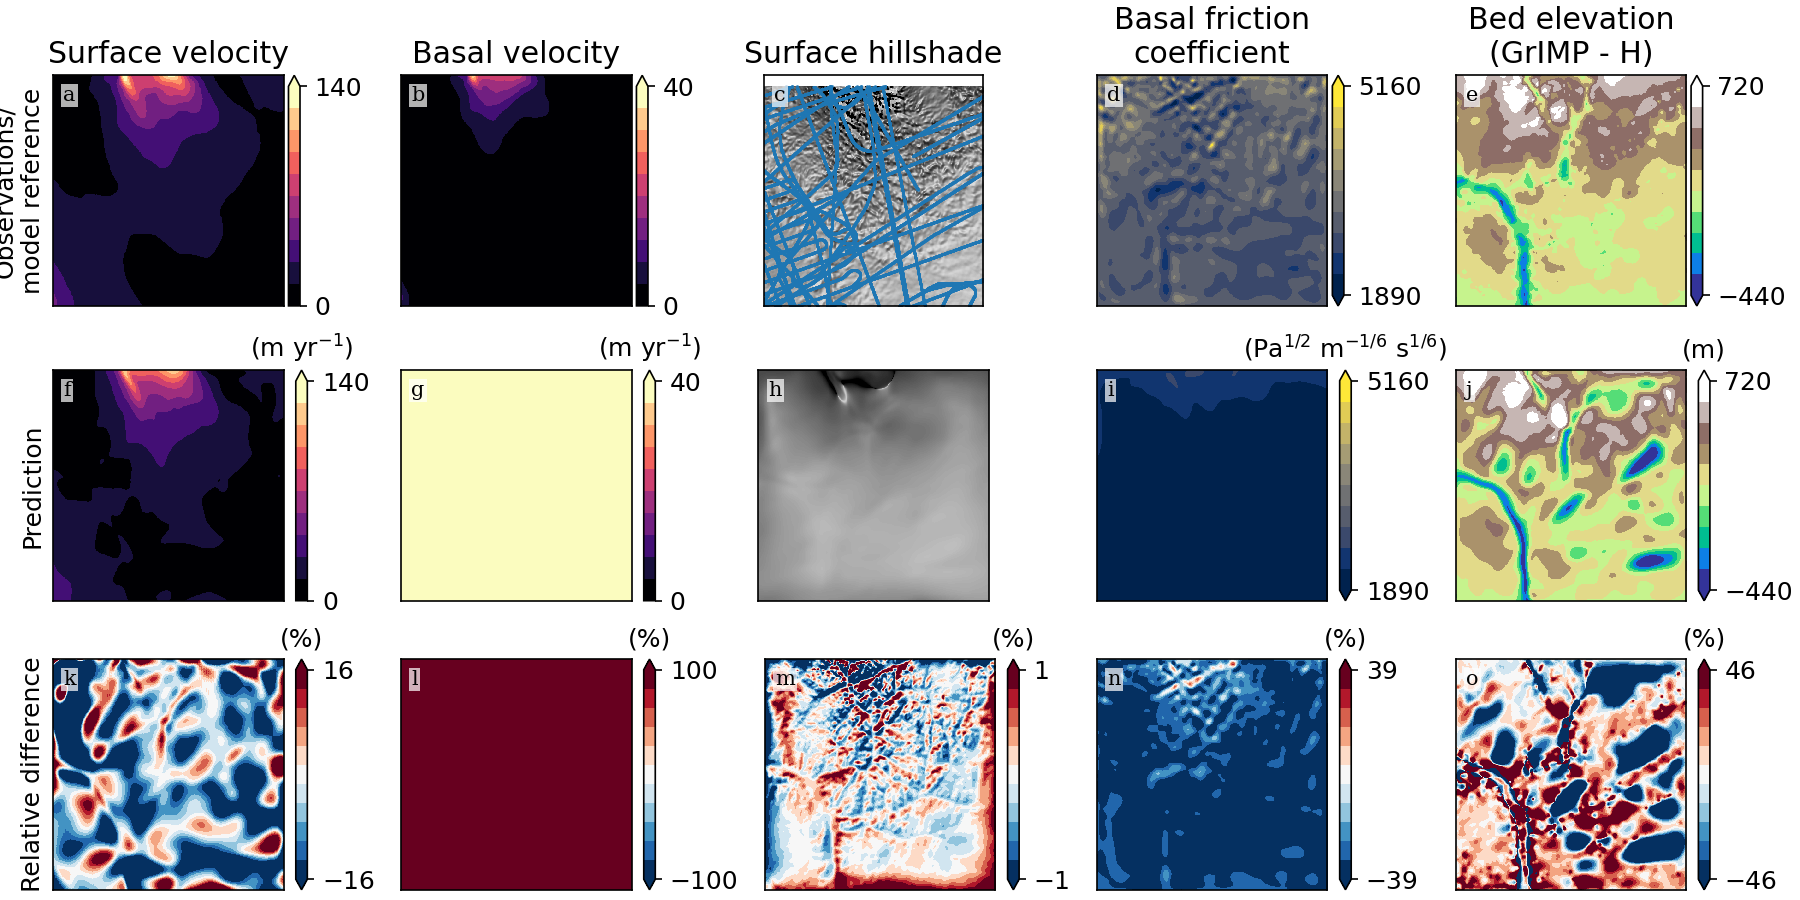 Surface velocity
Basal velocity
Surface hillshade
Basal friction
coefficient
Bed elevation
(GrIMP - H)
Observations/
model reference
a
140
0
b
40
0
c
d
5160
1890
e
720
−440
(m yr−1)
(m yr−1)
(Pa1/2 m−1/6 s1/6)
(m)
Prediction
f
140
0
g
40
0
h
i
5160
1890
j
720
−440
(%)
(%)
(%)
(%)
(%)
Relative difference
k
16
−16
l
100
−100
m
1
−1
n
39
−39
o
46
−46